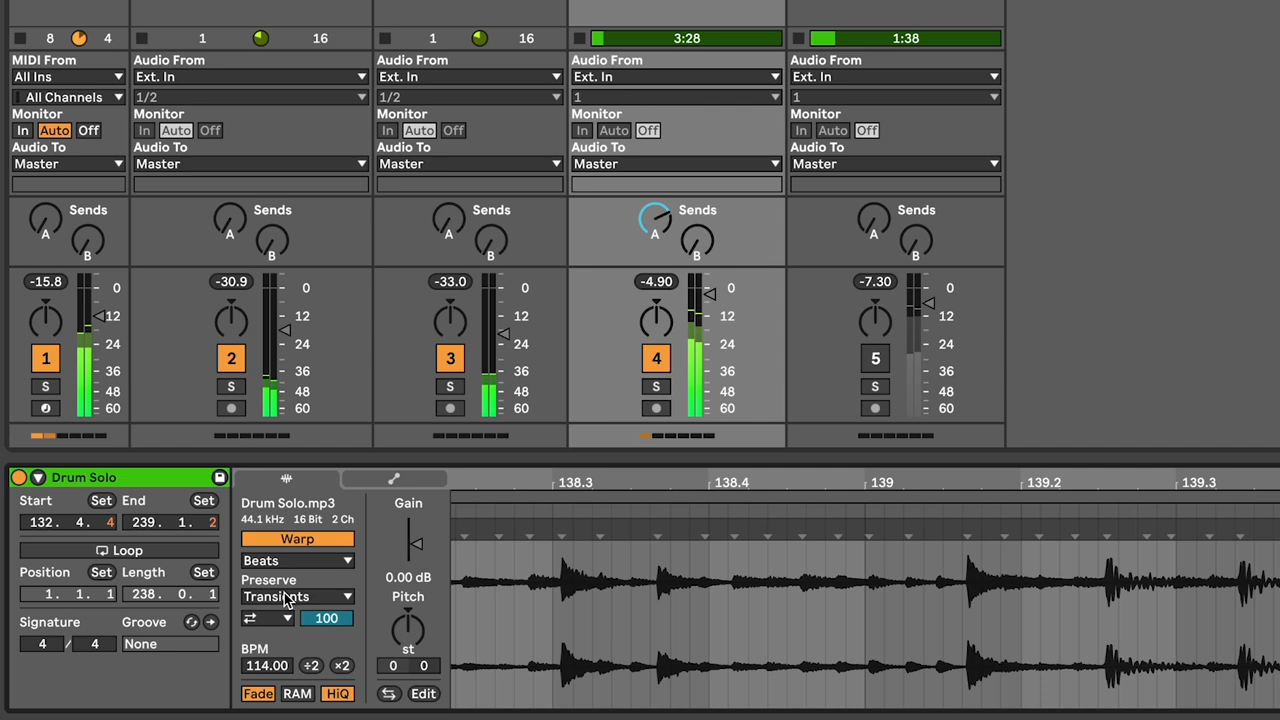 8 4 1 16 1 16 3:28 1:38
MIDI From Audio From Audio From Audio From Audio From
All Ins Ext. In Ext. In Ext. In Ext. In
All Channels 1/2 1/2 1 1
Monitor Monitor Monitor Monitor Monitor
In Auto Off In Auto Off In Auto Off In Auto Off In Auto Off
Audio To Audio To Audio To Audio To Audio To
Master Master Master Master Master
Sends Sends Sends Sends Sends
A A A A A
B B B B B
-15.8 0 -30.9 0 -33.0 0 -4.90 0 -7.30 0
12 12 12 12 12
24 24 24 24 24
1 2 3 4 5
36 36 36 36 36
S 48 S 48 S 48 S 48 S 48
60 60 60 60 60
Drum Solo
Start Set End Set
132. 4. 4 239. 1. 2
Loop
Position Set Length Set
1. 1. 1 238. 0. 1
Signature Groove
4 / 4 None
Drum Solo.mp3
44.1 kHz 16 Bit 2 Ch
Warp
Beats
Preserve
Transients
100
BPM
114.00 ÷2 ×2
Fade RAM HiQ
Gain
0.00 dB
Pitch
st
0 0
Edit
138.3 138.4 139 139.2 139.3